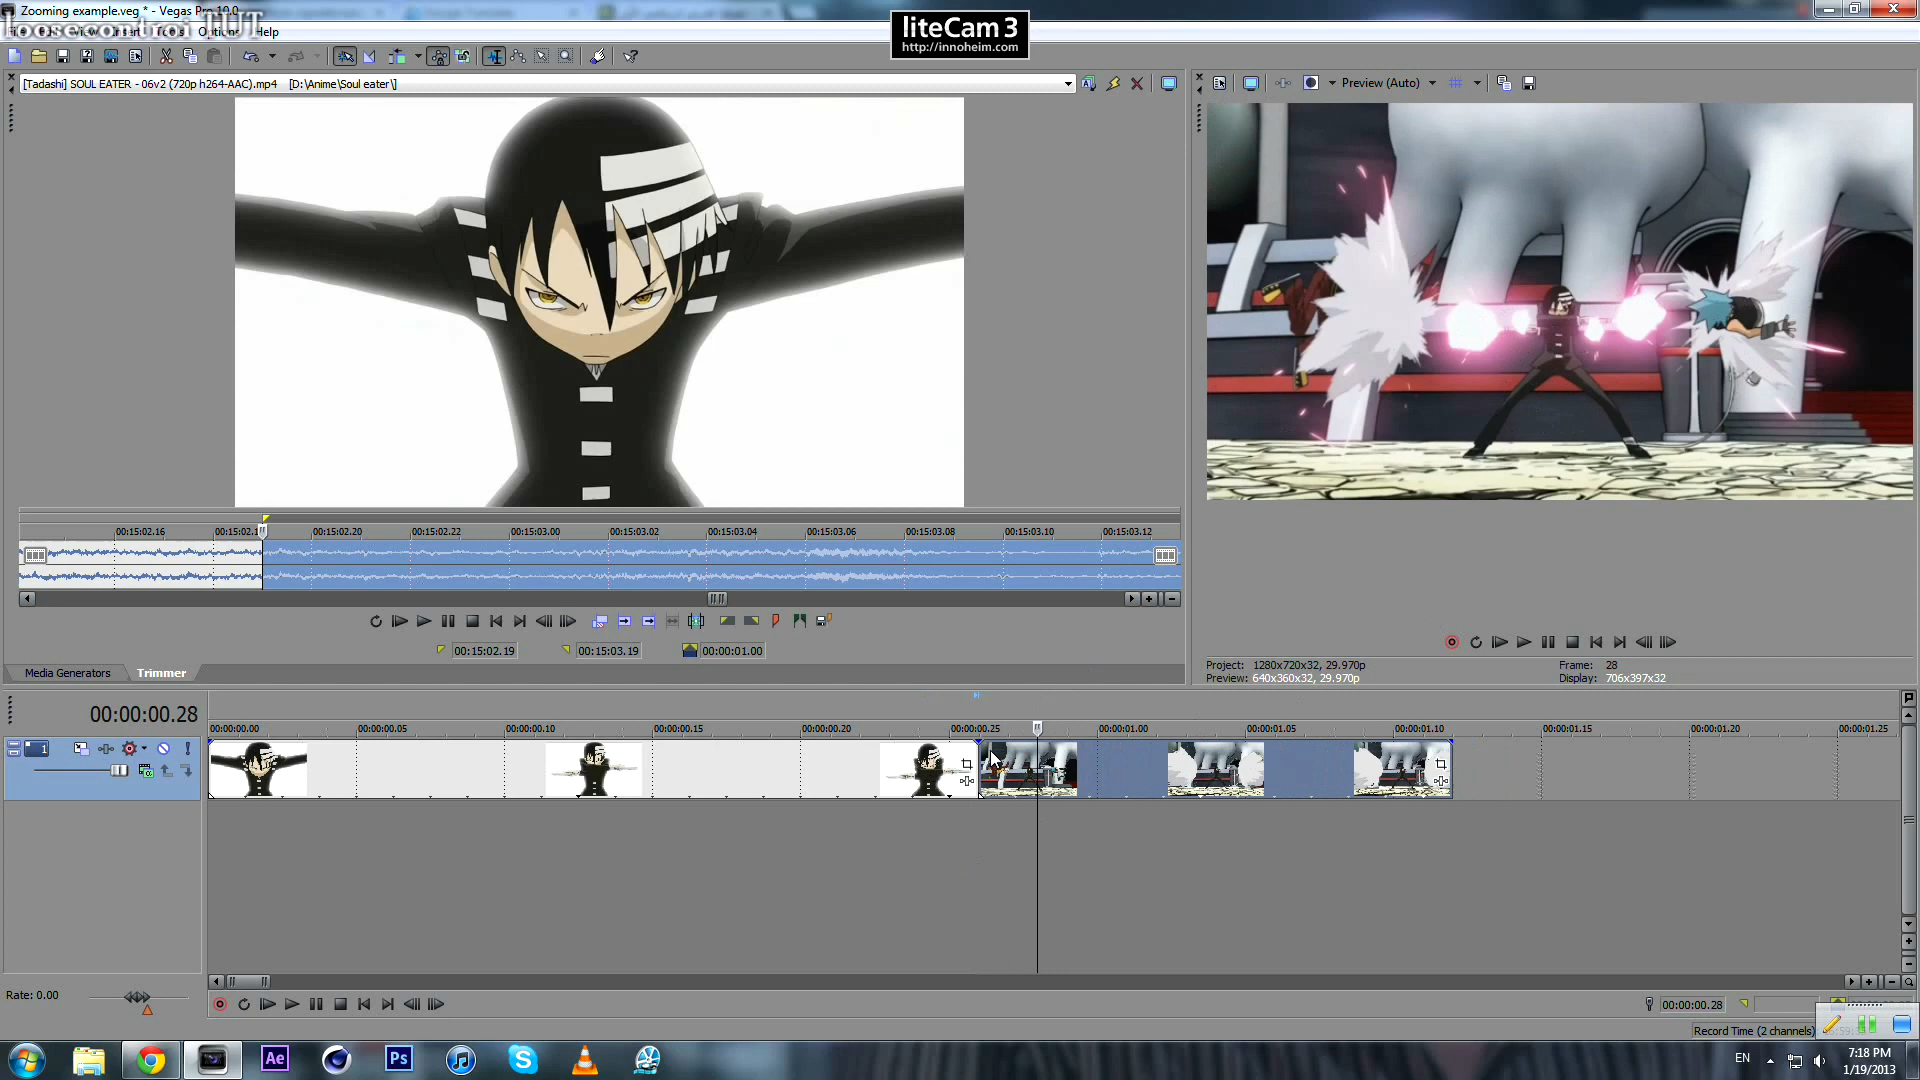 Zooming example.veg * - Vegas Pro 10.0
loosecontrol TUT
Options Help
liteCam 3
http://innoheim.com
[Tadashi] SOUL EATER - 06v2 (720p h264-AAC).mp4 [D:\Anime\Soul eater\]
Preview (Auto)
00:15:02.16 00:15:02.20 00:15:02.22 00:15:03.00 00:15:03.02 00:15:03.04 00:15:03.06 00:15:03.08 00:15:03.10 00:15:03.12
00:15:02.19 00:15:03.19 00:00:01.00
Media Generators Trimmer
Project: 1280x720x32, 29.970p Frame: 28
Preview: 640x360x32, 29.970p Display: 706x397x32
00:00:00.28
00:00:00.00 00:00:00.05 00:00:00.10 00:00:00.15 00:00:00.20 00:00:00.25 00:00:01.00 00:00:01.05 00:00:01.10 00:00:01.15 00:00:01.20 00:00:01.25
1
Rate: 0.00
00:00:00.28
Record Time (2 channels)
Ae
Ps
EN
7:18 PM
1/19/2013